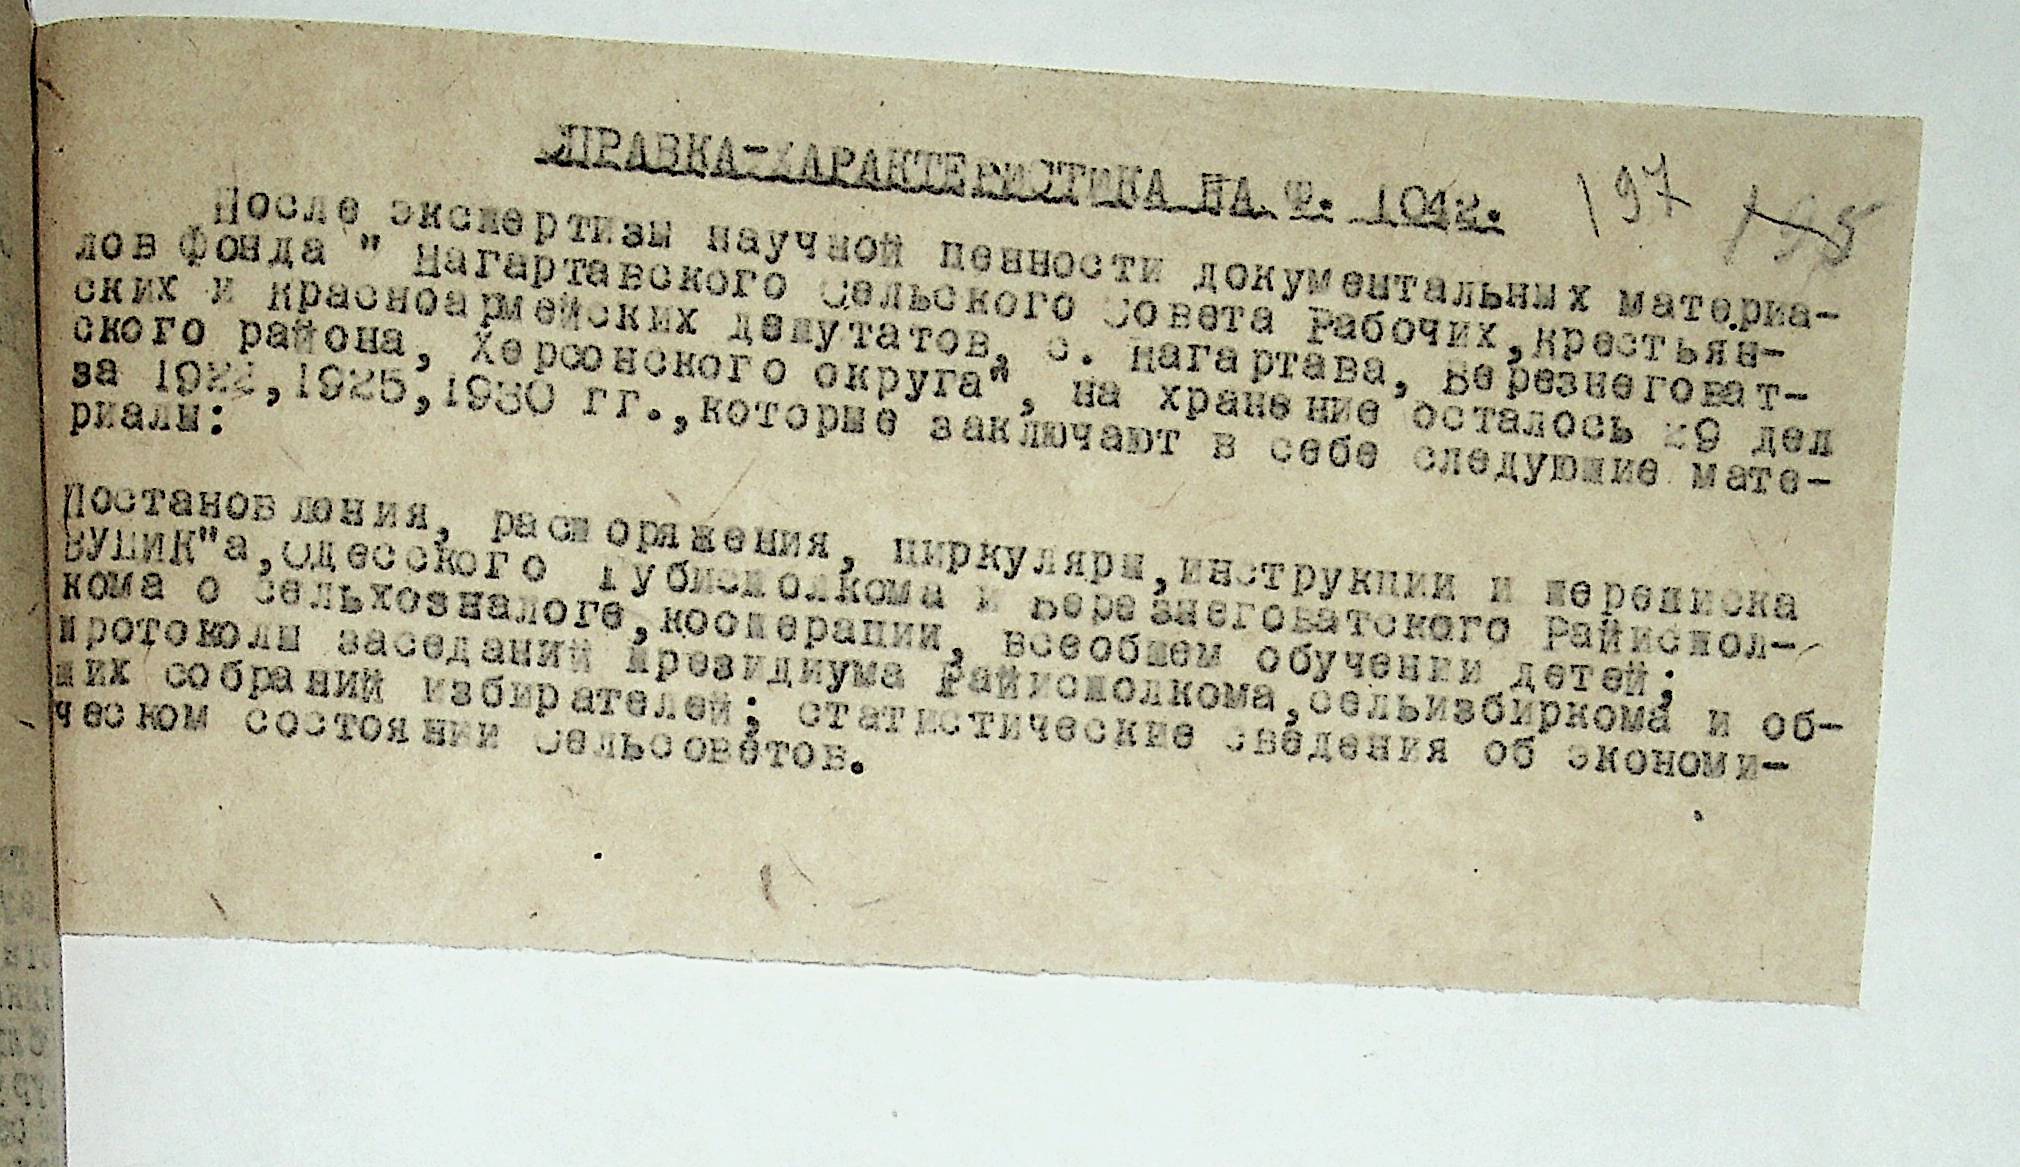 СПРАВКА-ХАРАКТЕРИСТИКА НА Ф. 1042.
197 195
После экспертизы научной ценности документальных материа-
лов Фонда " Нагартавского Сельского Совета Рабочих,крестьян-
ских и красноармейских депутатов, с. Нагартава, Березнеговат-
ского района, Херсонского округа", на хранение осталось 29 дел
за 1922,1925,1930 гг.,которые заключают в себе следующие мате-
риалы:
Постановления, распоряжения, циркуляры,инструкции и переписка
ВУЦИК"а,Одесского Губисполкома и Березнеговатского Райиспол-
кома о сельхозналоге,кооперации, всеобщем обучении детей;
протоколы заседаний президиума Райисполкома,сельизбиркома и об-
щих собраний избирателей; статистические сведения об экономи-
ческом состоянии Сельсоветов.